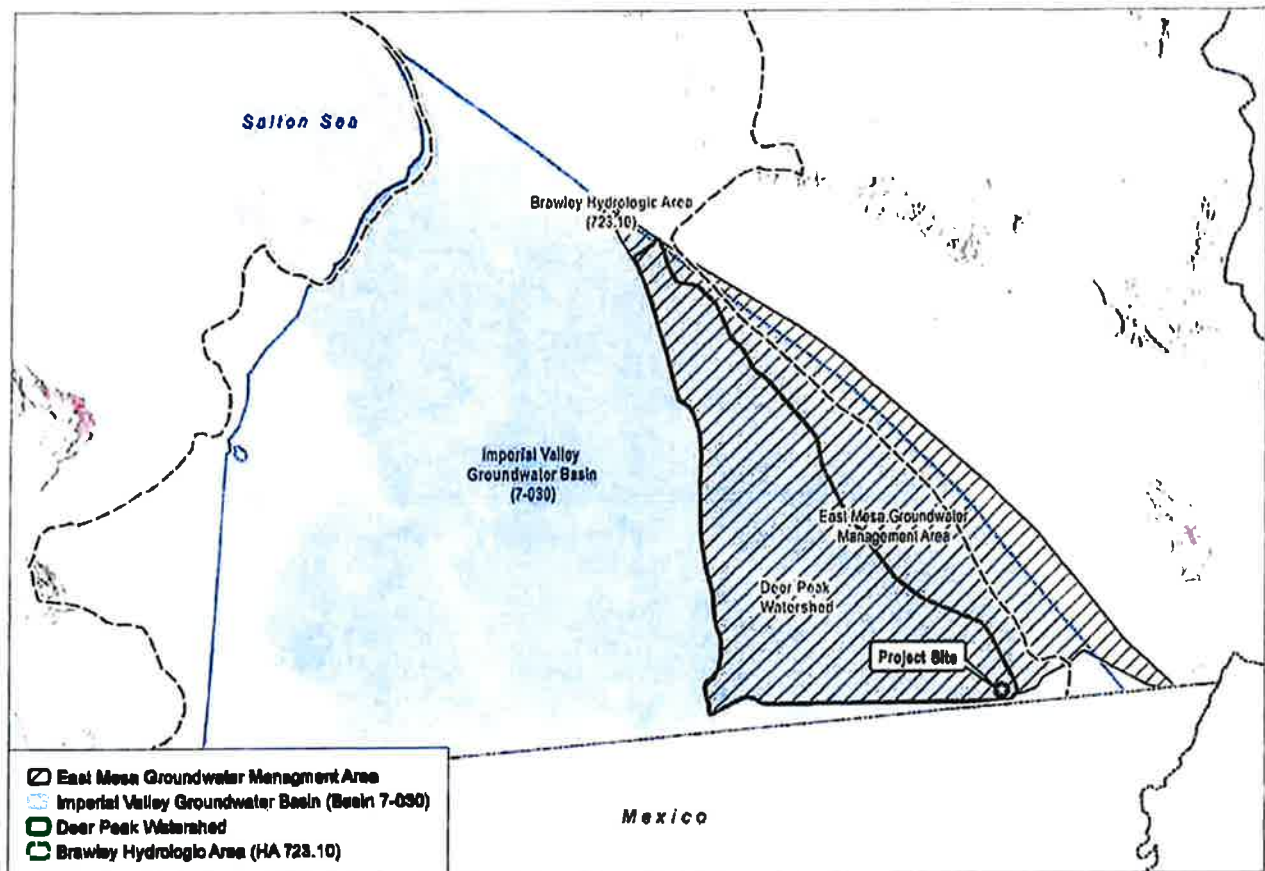 Salton Sea
Brawley Hydrologic Area
(723.10)
Imperial Valley
Groundwater Basin
(7-030)
East Mesa Groundwater
Management Area
Deer Peak
Watershed
Project Site
East Mesa Groundwater Managment Area
Imperial Valley Groundwater Basin (Basin 7-030)
Deer Peak Watershed
Brawley Hydrologic Area (HA 723.10)
Mexico